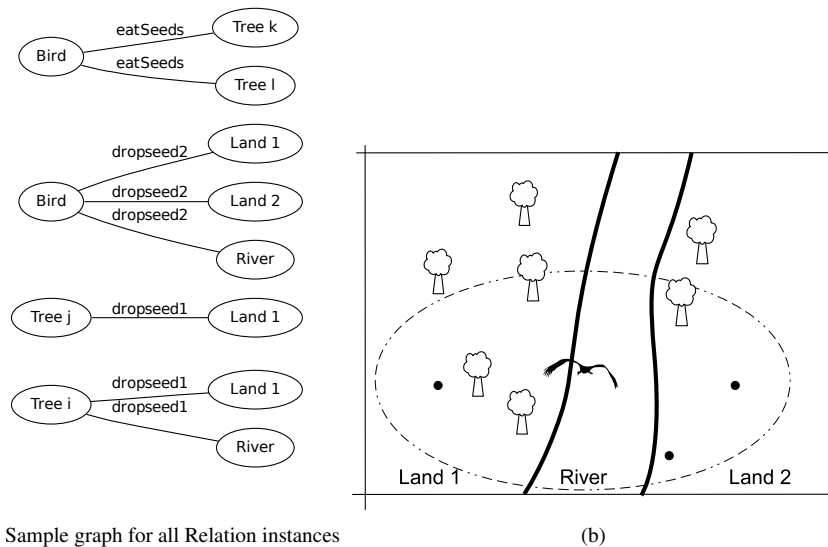 eatSeeds
Tree k
Bird
eatSeeds
Tree l
Land 1
dropseed2
Bird
dropseed2
Land 2
dropseed2
River
Tree j
dropseed1
Land 1
dropseed1
Land 1
Tree i
dropseed1
River
Land 1
River
Land 2
Sample graph for all Relation instances
(b)